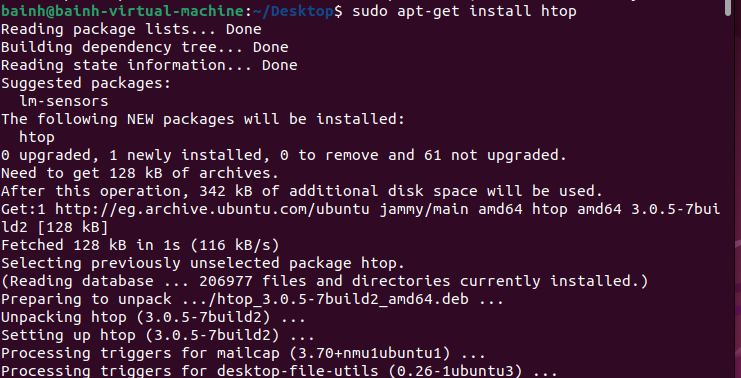 bainh@bainh-virtual-machine:~/Desktop$ sudo apt-get install htop
Reading package lists... Done
Building dependency tree... Done
Reading state information... Done
Suggested packages:
  lm-sensors
The following NEW packages will be installed:
  htop
0 upgraded, 1 newly installed, 0 to remove and 61 not upgraded.
Need to get 128 kB of archives.
After this operation, 342 kB of additional disk space will be used.
Get:1 http://eg.archive.ubuntu.com/ubuntu jammy/main amd64 htop amd64 3.0.5-7bui
ld2 [128 kB]
Fetched 128 kB in 1s (116 kB/s)
Selecting previously unselected package htop.
(Reading database ... 206977 files and directories currently installed.)
Preparing to unpack .../htop_3.0.5-7build2_amd64.deb ...
Unpacking htop (3.0.5-7build2) ...
Setting up htop (3.0.5-7build2) ...
Processing triggers for mailcap (3.70+nmu1ubuntu1) ...
Processing triggers for desktop-file-utils (0.26-1ubuntu3) ...